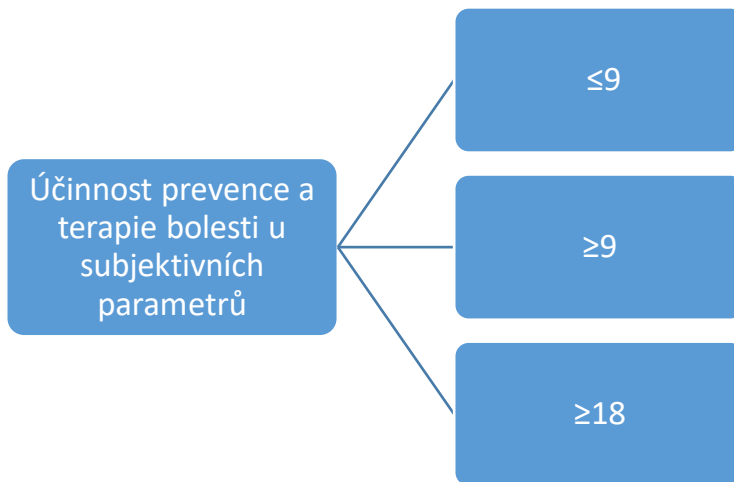 Účinnost prevence a
terapie bolesti u
subjektivních
parametrů
≤9
≥9
≥18